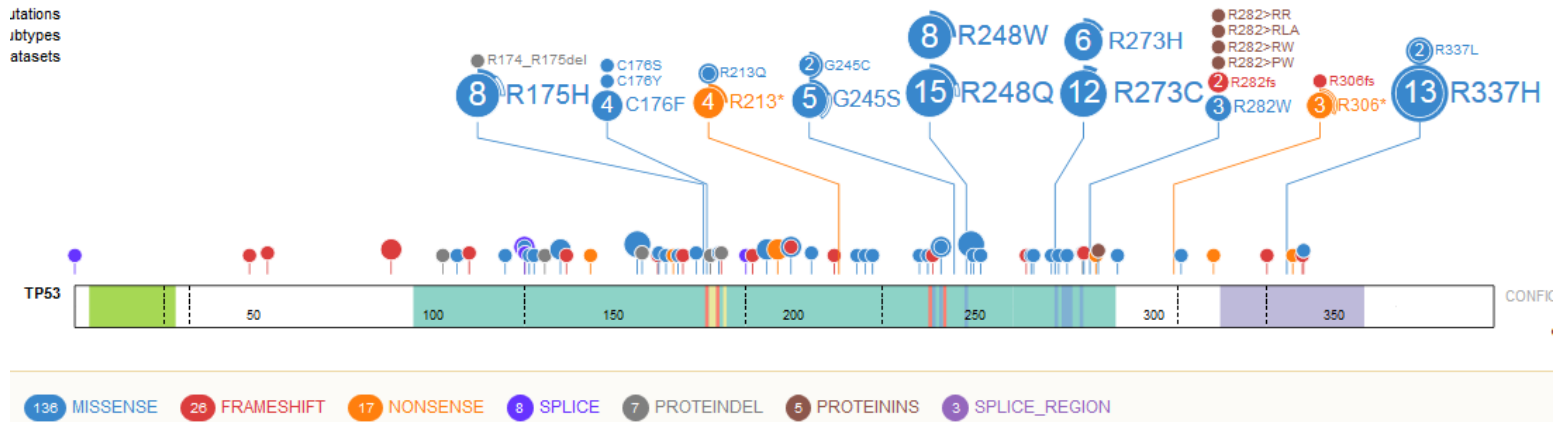 utations
ubtypes
atasets
R174_R175del
8 R175H
C176S
C176Y
4 C176F
R213Q
4 R213*
2 G245C
5 G245S
8 R248W
15 R248Q
6 R273H
12 R273C
R282>RR
R282>RLA
R282>RW
R282>PW
2 R282fs
3 R282W
R306fs
3 R306*
2 R337L
13 R337H
TP53
50 100 150 200 250 300 350
CONFIG
136 MISSENSE 26 FRAMESHIFT 17 NONSENSE 8 SPLICE 7 PROTEINDEL 5 PROTEININS 3 SPLICE_REGION